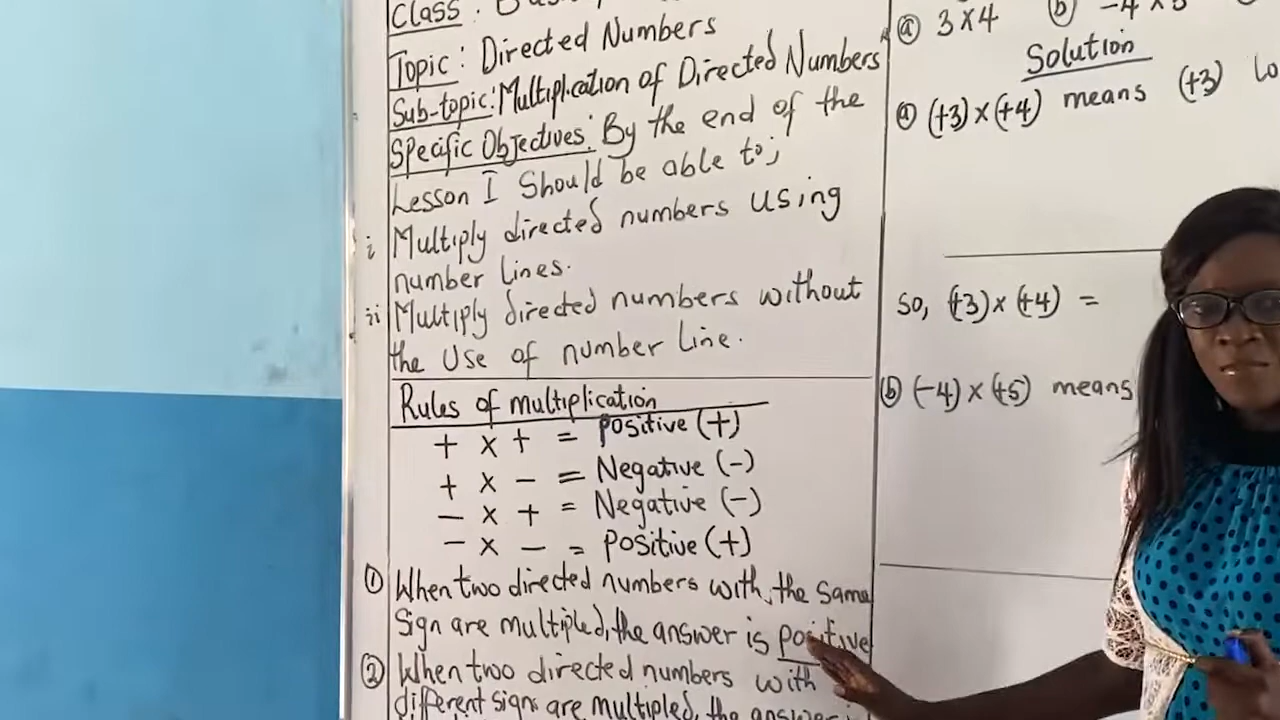 Class:
Topic: Directed Numbers
Sub-topic: Multiplication of Directed Numbers
Specific Objectives: By the end of the
Lesson I should be able to;
i Multiply directed numbers using
number lines.
ii Multiply directed numbers without
the Use of number Line.
Rules of multiplication
+ x + = positive (+)
+ x - = Negative (-)
- x + = Negative (-)
- x - = positive (+)
① When two directed numbers with the same
Sign are multipled, the answer is positive
② When two directed numbers with
different signs are multipled, the answer
ⓐ 3 x 4 ⓑ -4 x 5
Solution
ⓐ (+3) x (+4) means (+3)
so, (+3) x (+4) =
ⓑ (-4) x (+5) means